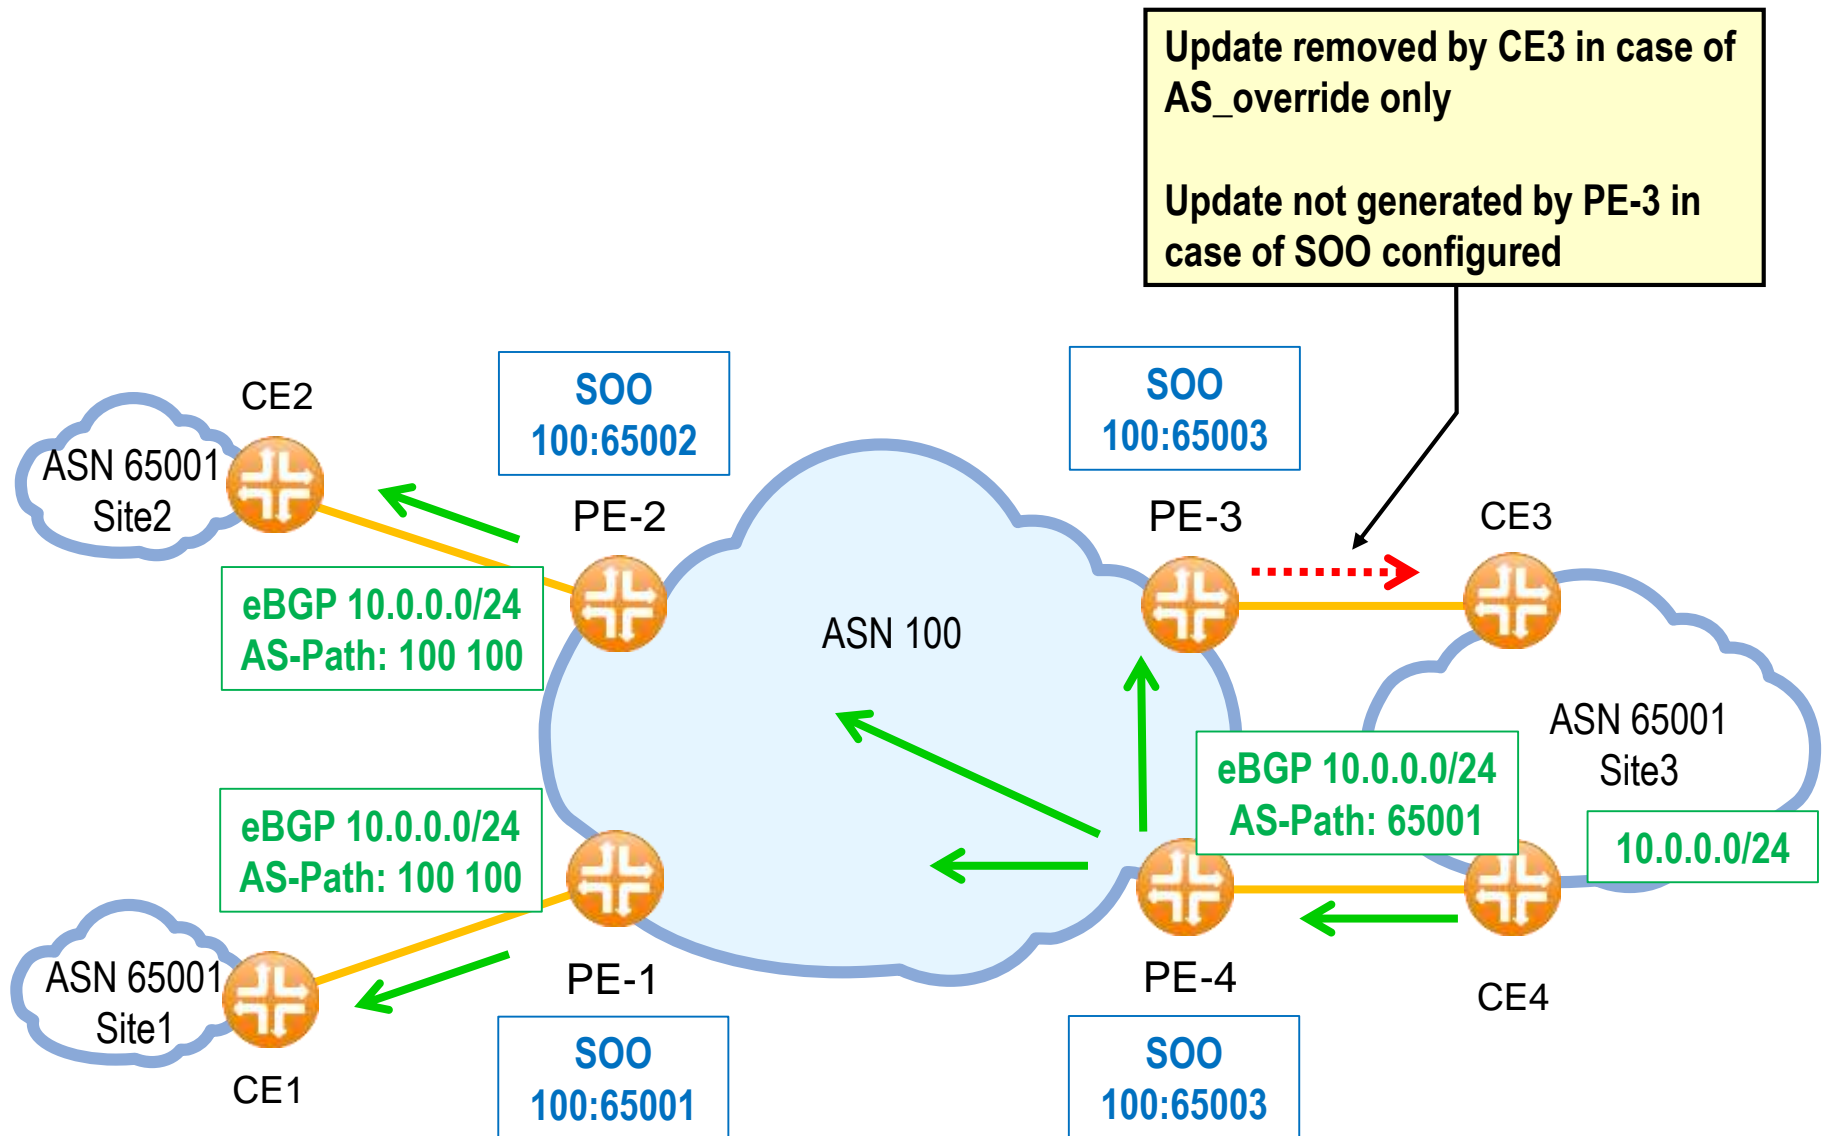 Update removed by CE3 in case of
AS_override only
Update not generated by PE-3 in
case of SOO configured
SOO
100:65002
SOO
100:65003
CE2
ASN 65001
Site2
PE-2
PE-3
CE3
eBGP 10.0.0.0/24
AS-Path: 100 100
ASN 100
ASN 65001
Site3
eBGP 10.0.0.0/24
AS-Path: 65001
10.0.0.0/24
eBGP 10.0.0.0/24
AS-Path: 100 100
ASN 65001
Site1
PE-1
PE-4
CE4
CE1
SOO
100:65001
SOO
100:65003